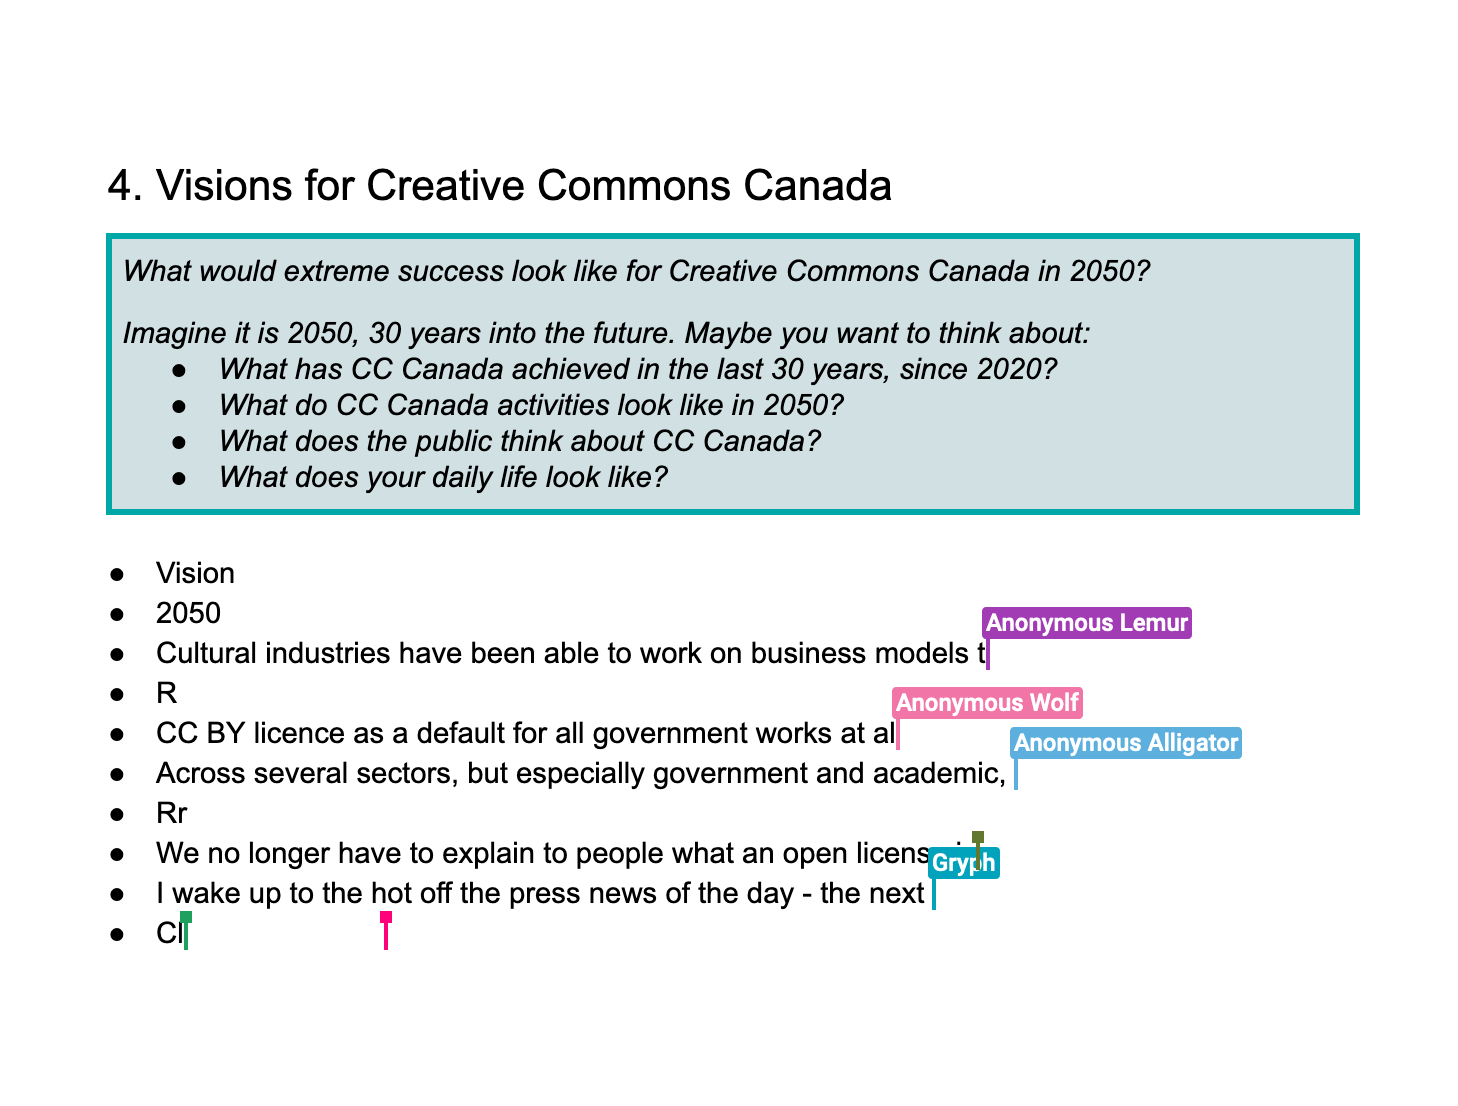 4. Visions for Creative Commons Canada
What would extreme success look like for Creative Commons Canada in 2050?
Imagine it is 2050, 30 years into the future. Maybe you want to think about:
● What has CC Canada achieved in the last 30 years, since 2020?
● What do CC Canada activities look like in 2050?
● What does the public think about CC Canada?
● What does your daily life look like?
● Vision
● 2050
Anonymous Lemur
● Cultural industries have been able to work on business models t
● R
Anonymous Wolf
● CC BY licence as a default for all government works at al
Anonymous Alligator
● Across several sectors, but especially government and academic,
● Rr
● We no longer have to explain to people what an open licens
Gryph
● I wake up to the hot off the press news of the day - the next
● Cl